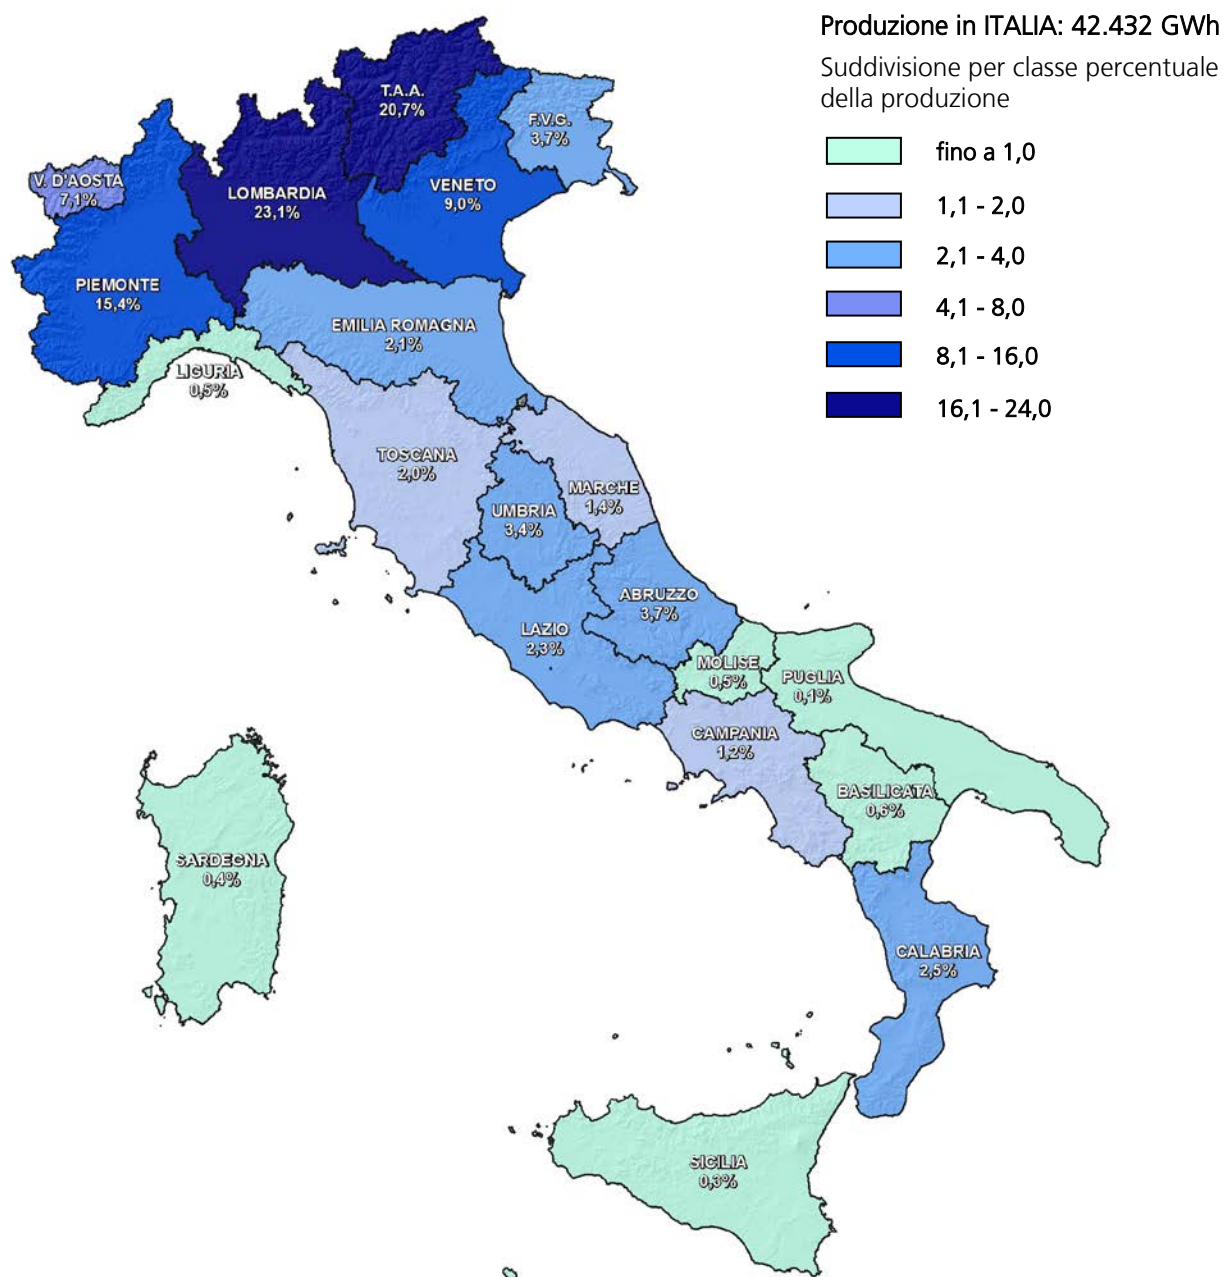 Produzione in ITALIA: 42.432 GWh
Suddivisione per classe percentuale
della produzione
fino a 1,0
1,1 - 2,0
2,1 - 4,0
4,1 - 8,0
8,1 - 16,0
16,1 - 24,0
T.A.A.
20,7%
F.V.G.
3,7%
V. D'AOSTA
7,1%
LOMBARDIA
23,1%
VENETO
9,0%
PIEMONTE
15,4%
EMILIA ROMAGNA
2,1%
LIGURIA
0,5%
TOSCANA
2,0%
MARCHE
1,4%
UMBRIA
3,4%
ABRUZZO
3,7%
LAZIO
2,3%
MOLISE
0,5%
PUGLIA
0,1%
CAMPANIA
1,2%
BASILICATA
0,6%
SARDEGNA
0,4%
CALABRIA
2,5%
SICILIA
0,3%